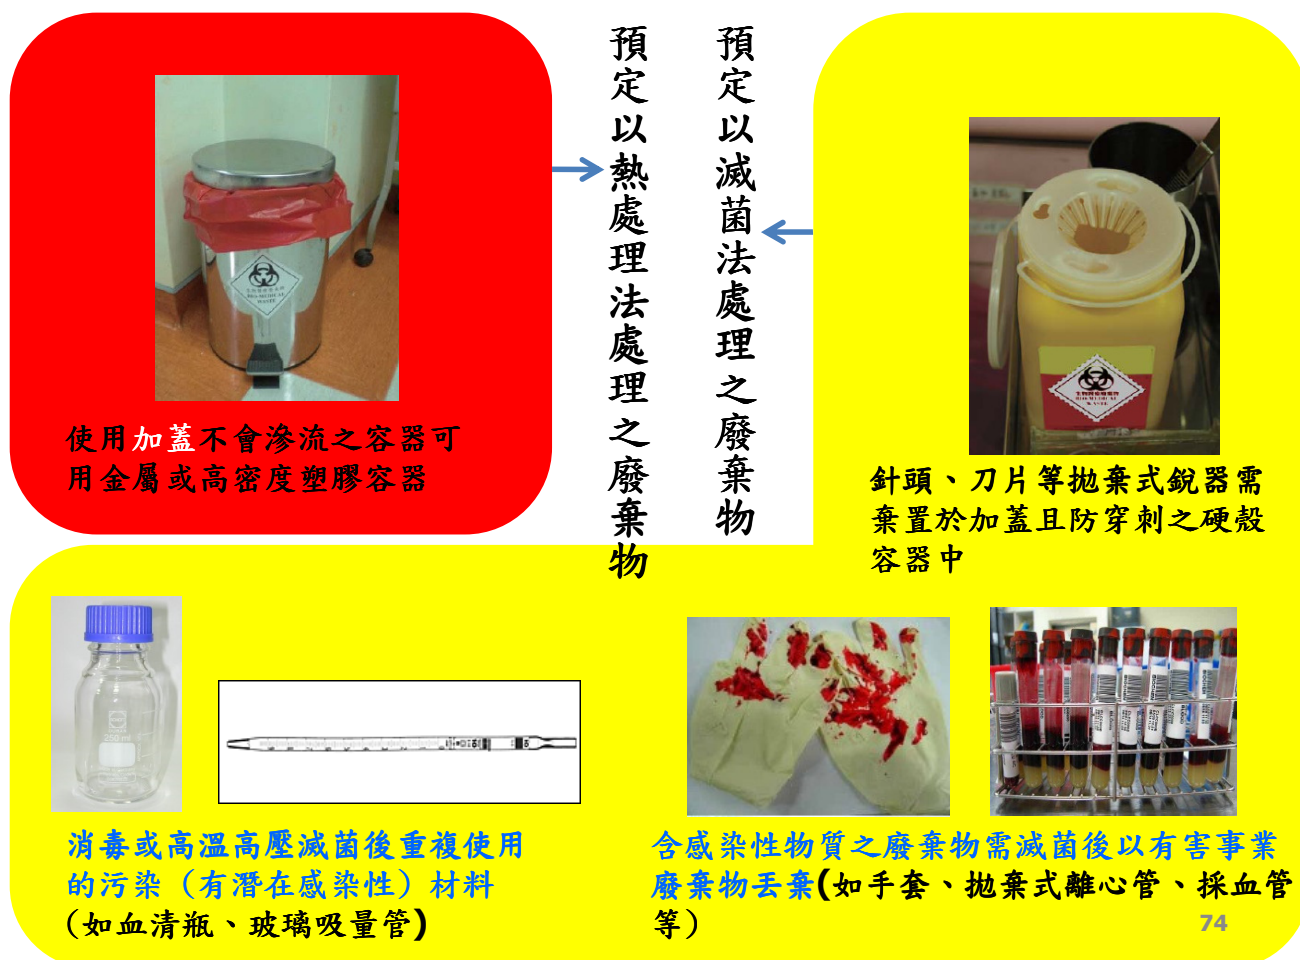 預定以熱處理法處理之廢棄物
預定以滅菌法處理之廢棄物
BIO-MEDICAL
WASTE
使用加蓋不會滲流之容器可
用金屬或高密度塑膠容器
針頭、刀片等拋棄式銳器需
棄置於加蓋且防穿刺之硬殼
容器中
250 ml
消毒或高溫高壓滅菌後重複使用
的污染（有潛在感染性）材料
(如血清瓶、玻璃吸量管)
含感染性物質之廢棄物需滅菌後以有害事業
廢棄物丟棄(如手套、拋棄式離心管、採血管
等)
74